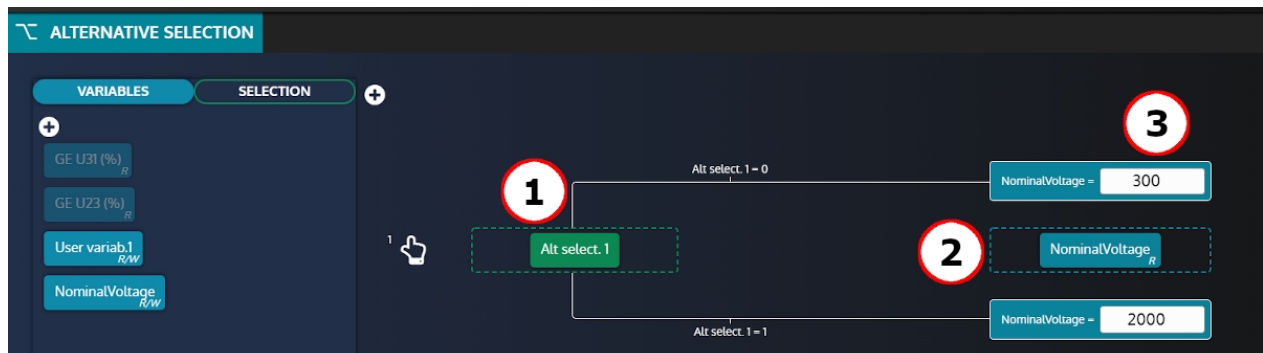 ALTERNATIVE SELECTION
VARIABLES SELECTION
GE U31 (%)
R
GE U23 (%)
R
User variab.1
R/W
NominalVoltage
R/W
1
1
Alt select. 1
Alt select. 1 = 0
Alt select. 1 = 1
3
NominalVoltage = 300
2
NominalVoltage
R
NominalVoltage = 2000